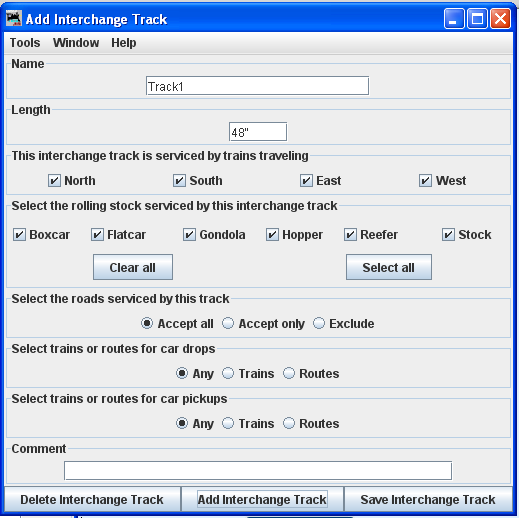 Add Interchange Track
Tools Window Help
Name
Track1
Length
48"
This interchange track is serviced by trains traveling
North South East West
Select the rolling stock serviced by this interchange track
Boxcar Flatcar Gondola Hopper Reefer Stock
Clear all Select all
Select the roads serviced by this track
Accept all Accept only Exclude
Select trains or routes for car drops
Any Trains Routes
Select trains or routes for car pickups
Any Trains Routes
Comment
Delete Interchange Track Add Interchange Track Save Interchange Track